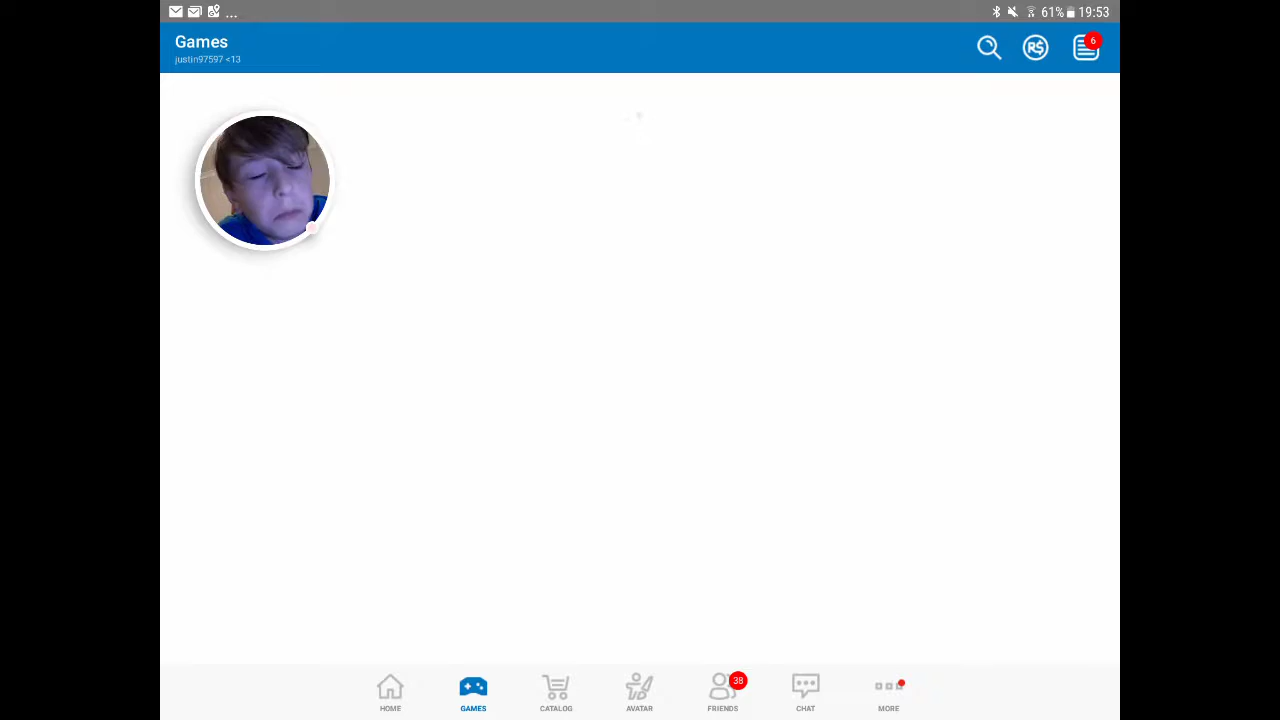 ... 61% 19:53
Games
justin97597 <13
R$ 6
38
HOME GAMES CATALOG AVATAR FRIENDS CHAT MORE